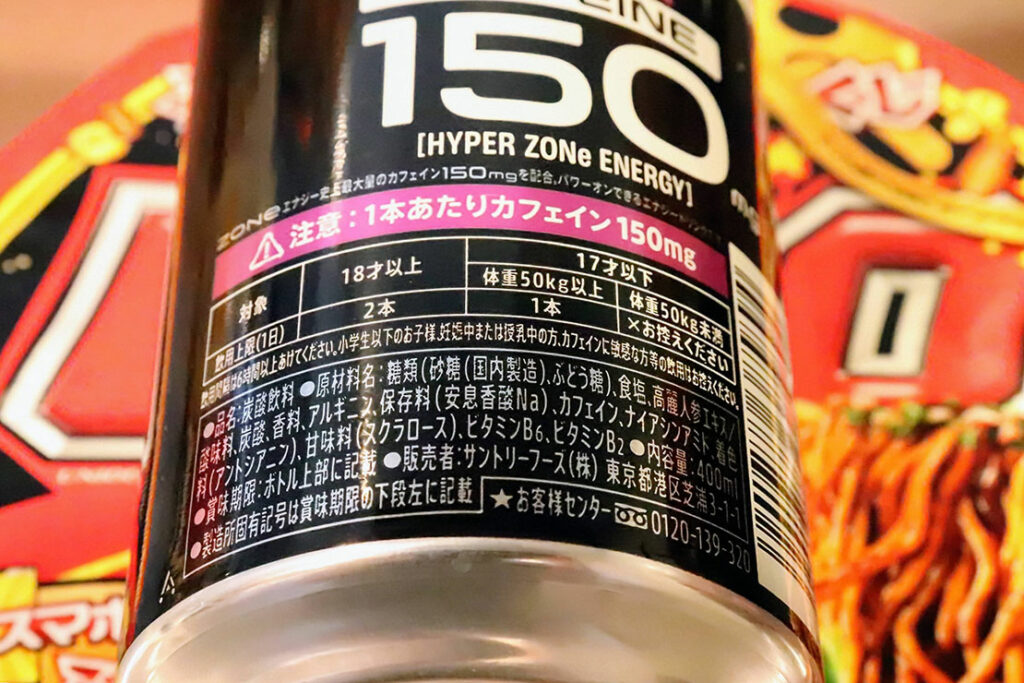 150
[HYPER ZONe ENERGY]
ZONeエナジー史上最大量のカフェイン150mgを配合。パワーオンできるエナジー
注意:1本あたりカフェイン150mg
対象 18才以上 17才以下
体重50kg以上 体重50kg未満
飲用上限(1日) 2本 1本 ×お控えください
飲用間隔は6時間以上あけてください。小学生以下のお子様、妊娠中または授乳中の方、カフェインに敏感な方等の飲用はお控えください。
●品名:炭酸飲料 ●原材料名:糖類(砂糖(国内製造)、ぶどう糖)、食塩、高麗人参エキス/
酸味料、炭酸、香料、アルギニン、保存料(安息香酸Na)、カフェイン、ナイアシンアミド、着色
料(アントシアニン)、甘味料(スクラロース)、ビタミンB6、ビタミンB2 ●内容量:400ml
●賞味期限:ボトル上部に記載 ●販売者:サントリーフーズ(株) 東京都港区芝浦3-1-1
●製造所固有記号は賞味期限の下段左に記載 ★お客様センター 0120-139-320
スマホ